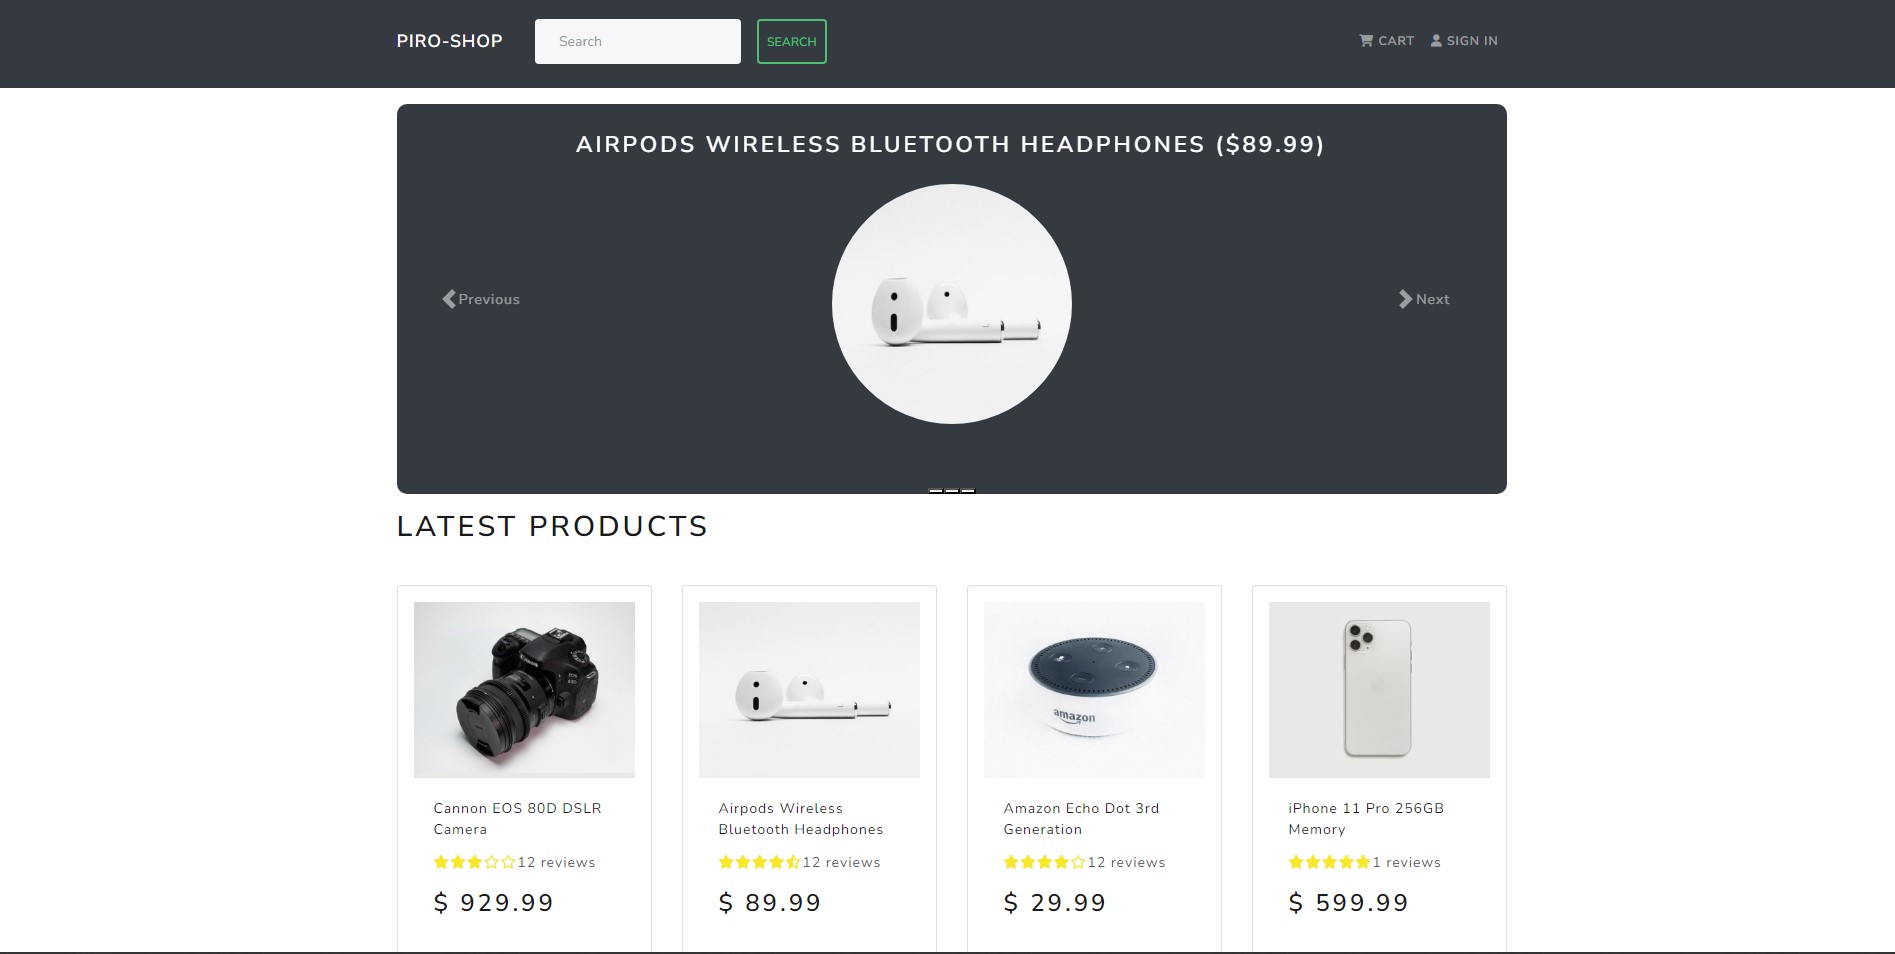 PIRO-SHOP
Search
SEARCH
CART
SIGN IN
AIRPODS WIRELESS BLUETOOTH HEADPHONES ($89.99)
Previous
Next
LATEST PRODUCTS
amazon
Cannon EOS 80D DSLR
Camera
12 reviews
$ 929.99
Airpods Wireless
Bluetooth Headphones
12 reviews
$ 89.99
Amazon Echo Dot 3rd
Generation
12 reviews
$ 29.99
iPhone 11 Pro 256GB
Memory
1 reviews
$ 599.99